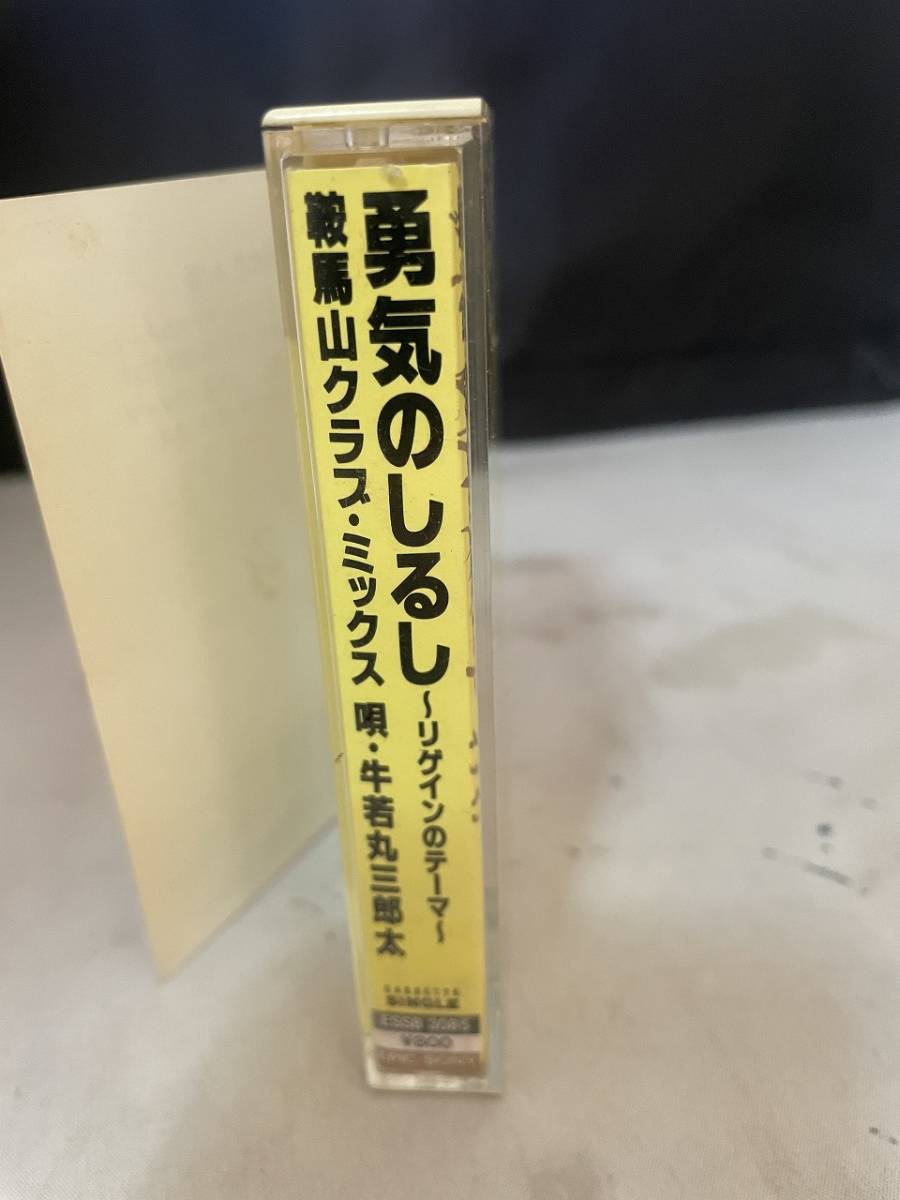 勇気のしるし
～リゲインのテーマ～
鞍馬山クラブ・ミックス 唄・牛若丸三郎太
CASSETTE
SINGLE
¥800